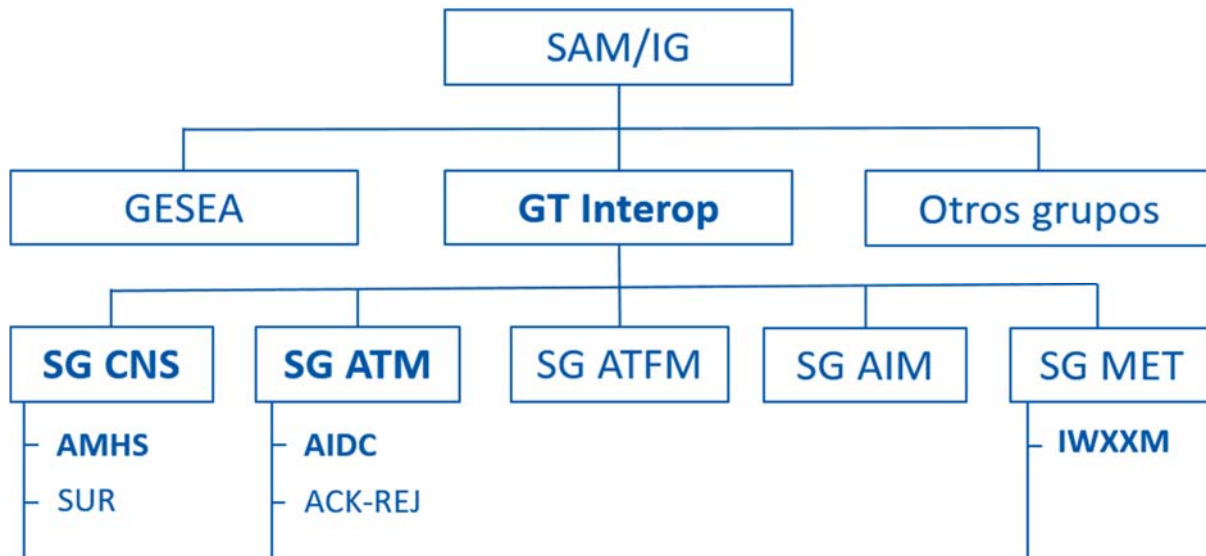 SAM/IG
GESEA
GT Interop
Otros grupos
SG CNS
SG ATM
SG ATFM
SG AIM
SG MET
AMHS
AIDC
IWXXM
SUR
ACK-REJ